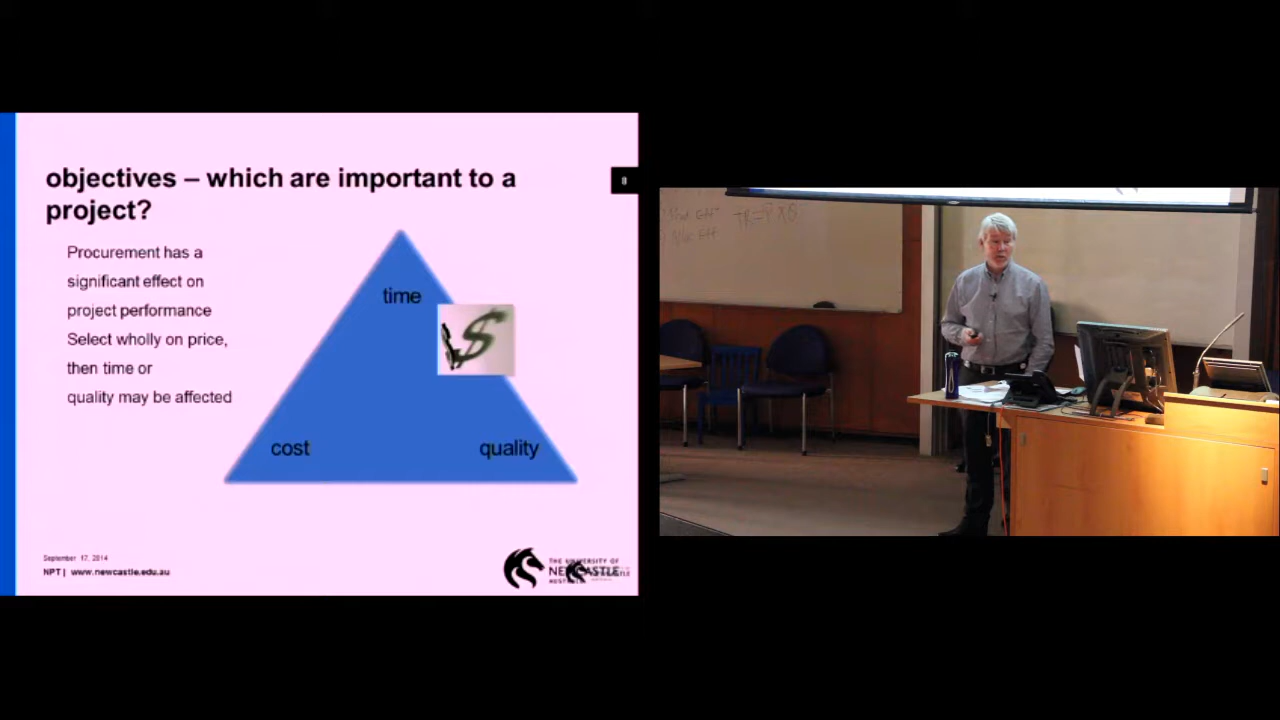 objectives – which are important to a
project?
8
Procurement has a
significant effect on
project performance
Select wholly on price,
then time or
quality may be affected
time
$
cost
quality
September 17, 2014
NPT | www.newcastle.edu.au
THE UNIVERSITY OF
NEWCASTLE
AUSTRALIA